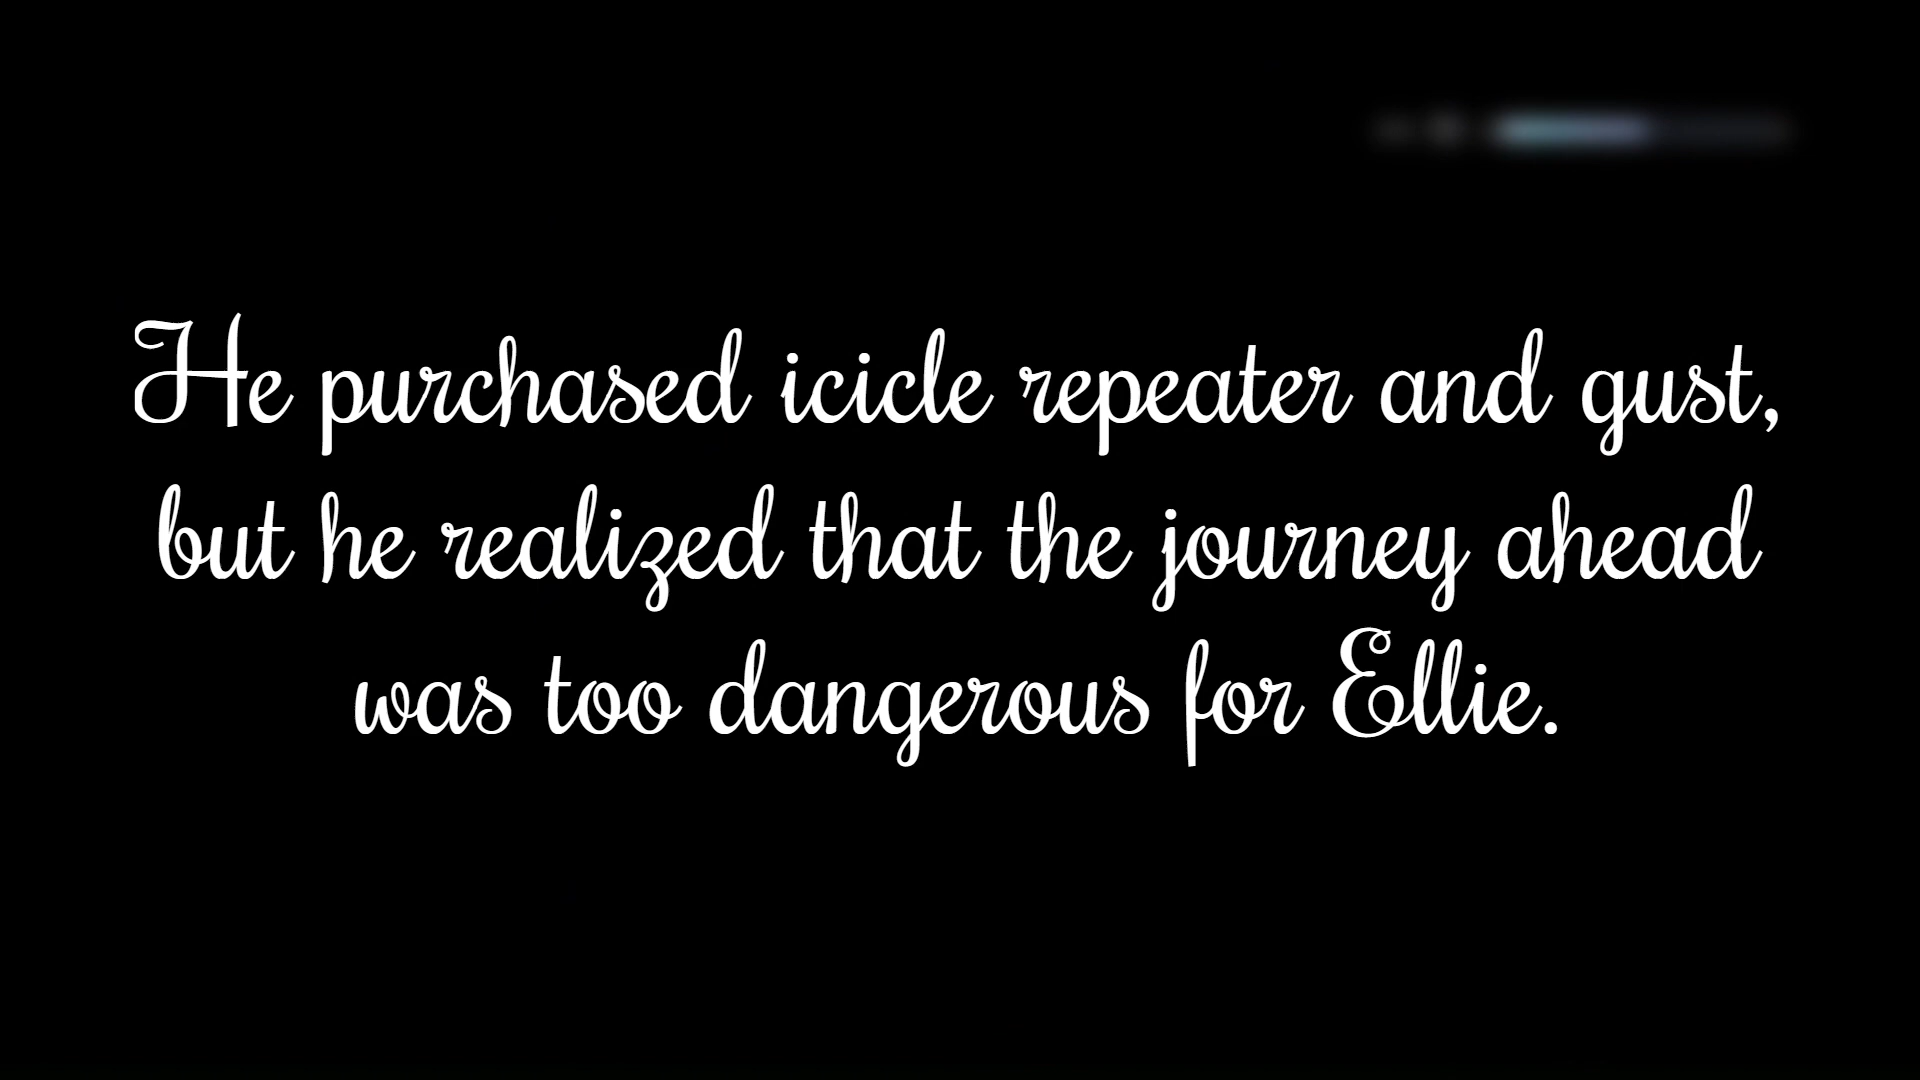 He purchased icicle repeater and gust,
but he realized that the journey ahead
was too dangerous for Ellie.